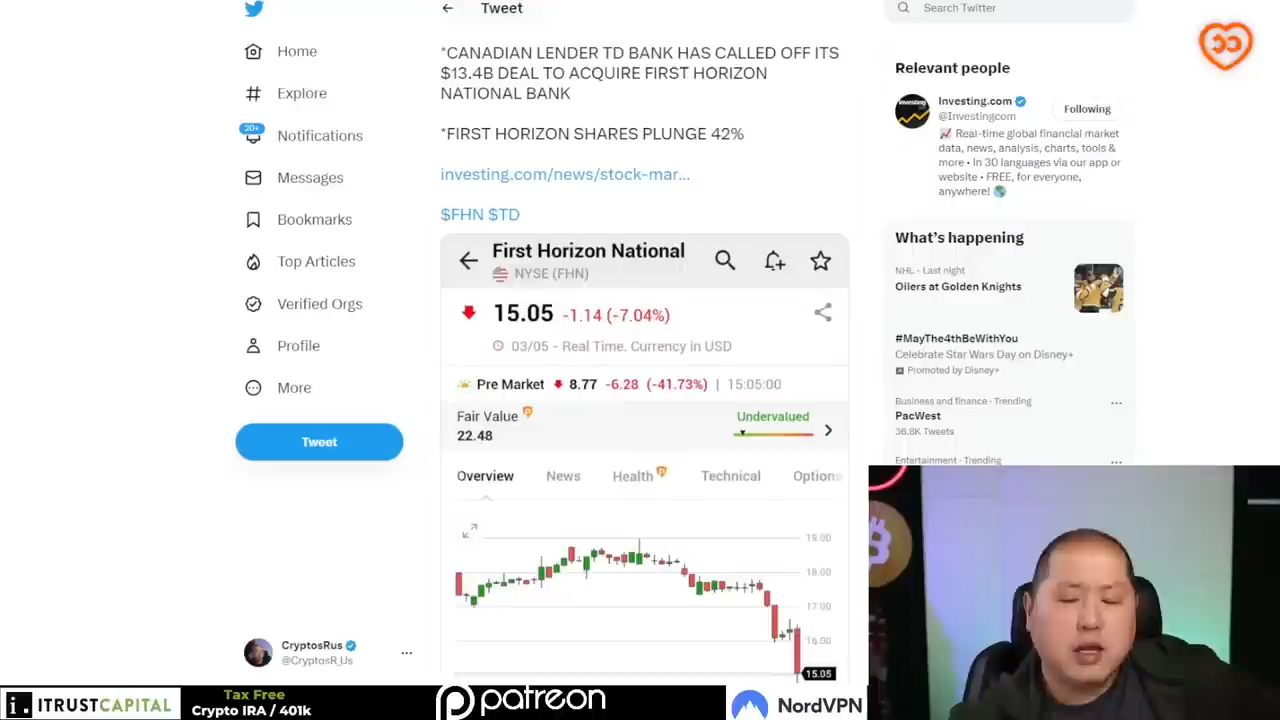 Home
Explore
20+
Notifications
Messages
Bookmarks
Top Articles
Verified Orgs
Profile
More
Tweet
CryptosRus
@CryptosR_Us
Tweet
*CANADIAN LENDER TD BANK HAS CALLED OFF ITS
$13.4B DEAL TO ACQUIRE FIRST HORIZON
NATIONAL BANK
*FIRST HORIZON SHARES PLUNGE 42%
investing.com/news/stock-mar...
$FHN $TD
First Horizon National
NYSE (FHN)
15.05 -1.14 (-7.04%)
03/05 - Real Time. Currency in USD
Pre Market 8.77 -6.28 (-41.73%) | 15:05:00
Fair Value
22.48
Undervalued
Overview News Health Technical Options
19.00
18.00
17.00
16.00
15.05
Search Twitter
Relevant people
Investing.com
@Investingcom
Following
Real-time global financial market
data, news, analysis, charts, tools &
more • In 30 languages via our app or
website • FREE, for everyone,
anywhere!
What's happening
NHL · Last night
Oilers at Golden Knights
#MayThe4thBeWithYou
Celebrate Star Wars Day on Disney+
Promoted by Disney+
Business and finance · Trending
PacWest
36.8K Tweets
Entertainment · Trending
i. ITRUSTCAPITAL
Tax Free
Crypto IRA / 401k
patreon
NordVPN